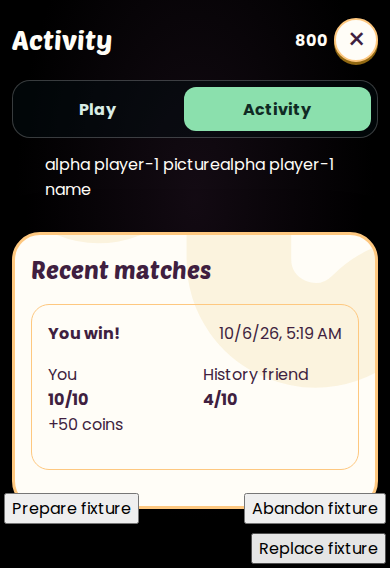 Activity
800 ×
Play Activity
alpha player-1 picturealpha player-1
name
Recent matches
You win! 10/6/26, 5:19 AM
You History friend
10/10 4/10
+50 coins
Prepare fixture Abandon fixture
Replace fixture